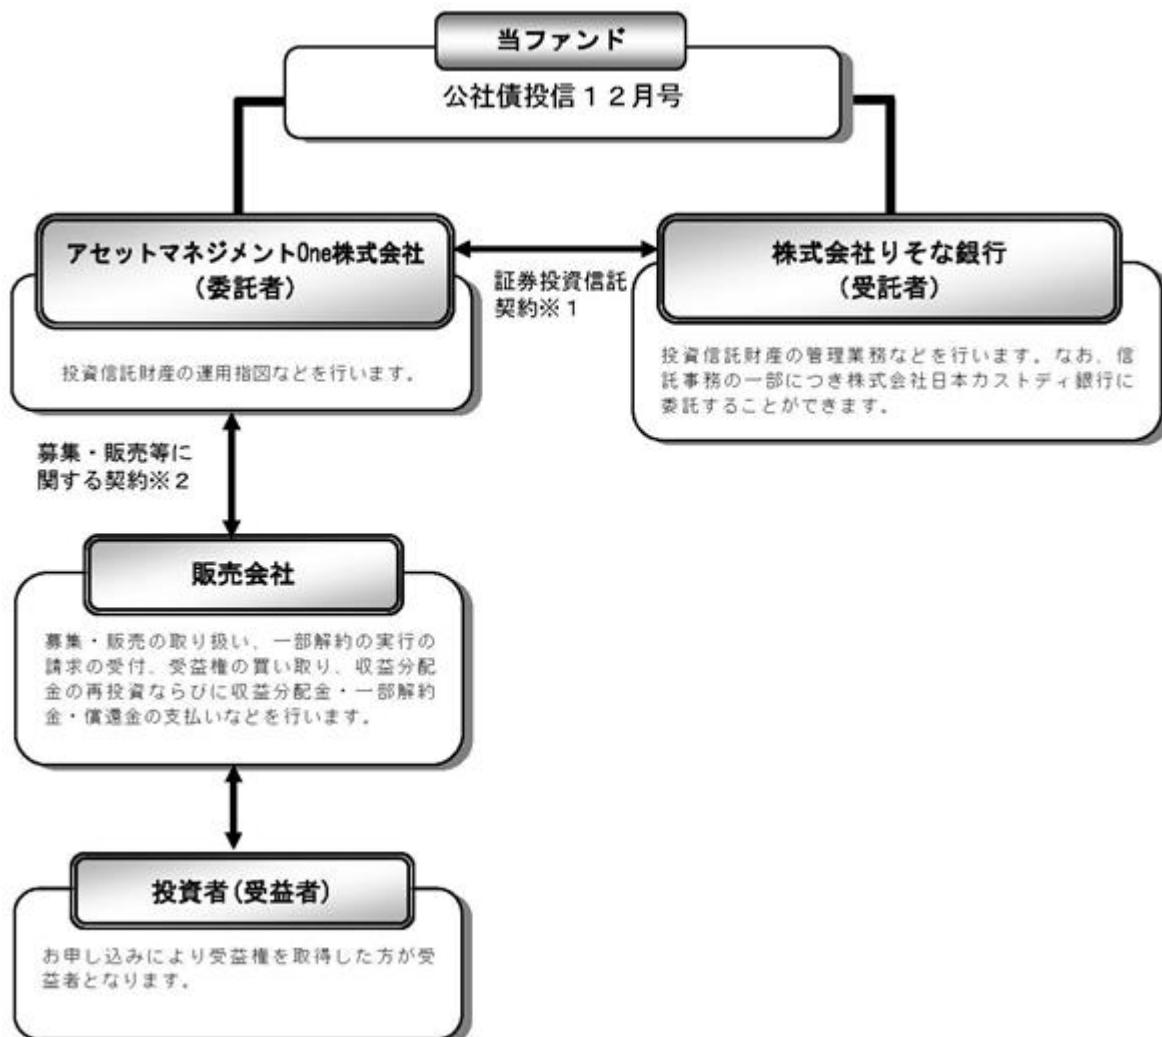 当ファンド
公社債投信１２月号
アセットマネジメントOne株式会社
（委託者）
投資信託財産の運用指図などを行います。
証券投資信託
契約※１
株式会社りそな銀行
（受託者）
投資信託財産の管理業務などを行います。なお、信
託事務の一部につき株式会社日本カストディ銀行に
委託することができます。
募集・販売等に
関する契約※２
販売会社
募集・販売の取り扱い、一部解約の実行の
請求の受付、受益権の買い取り、収益分配
金の再投資ならびに収益分配金・一部解約
金・償還金の支払いなどを行います。
投資者(受益者)
お申し込みにより受益権を取得した方が受
益者となります。